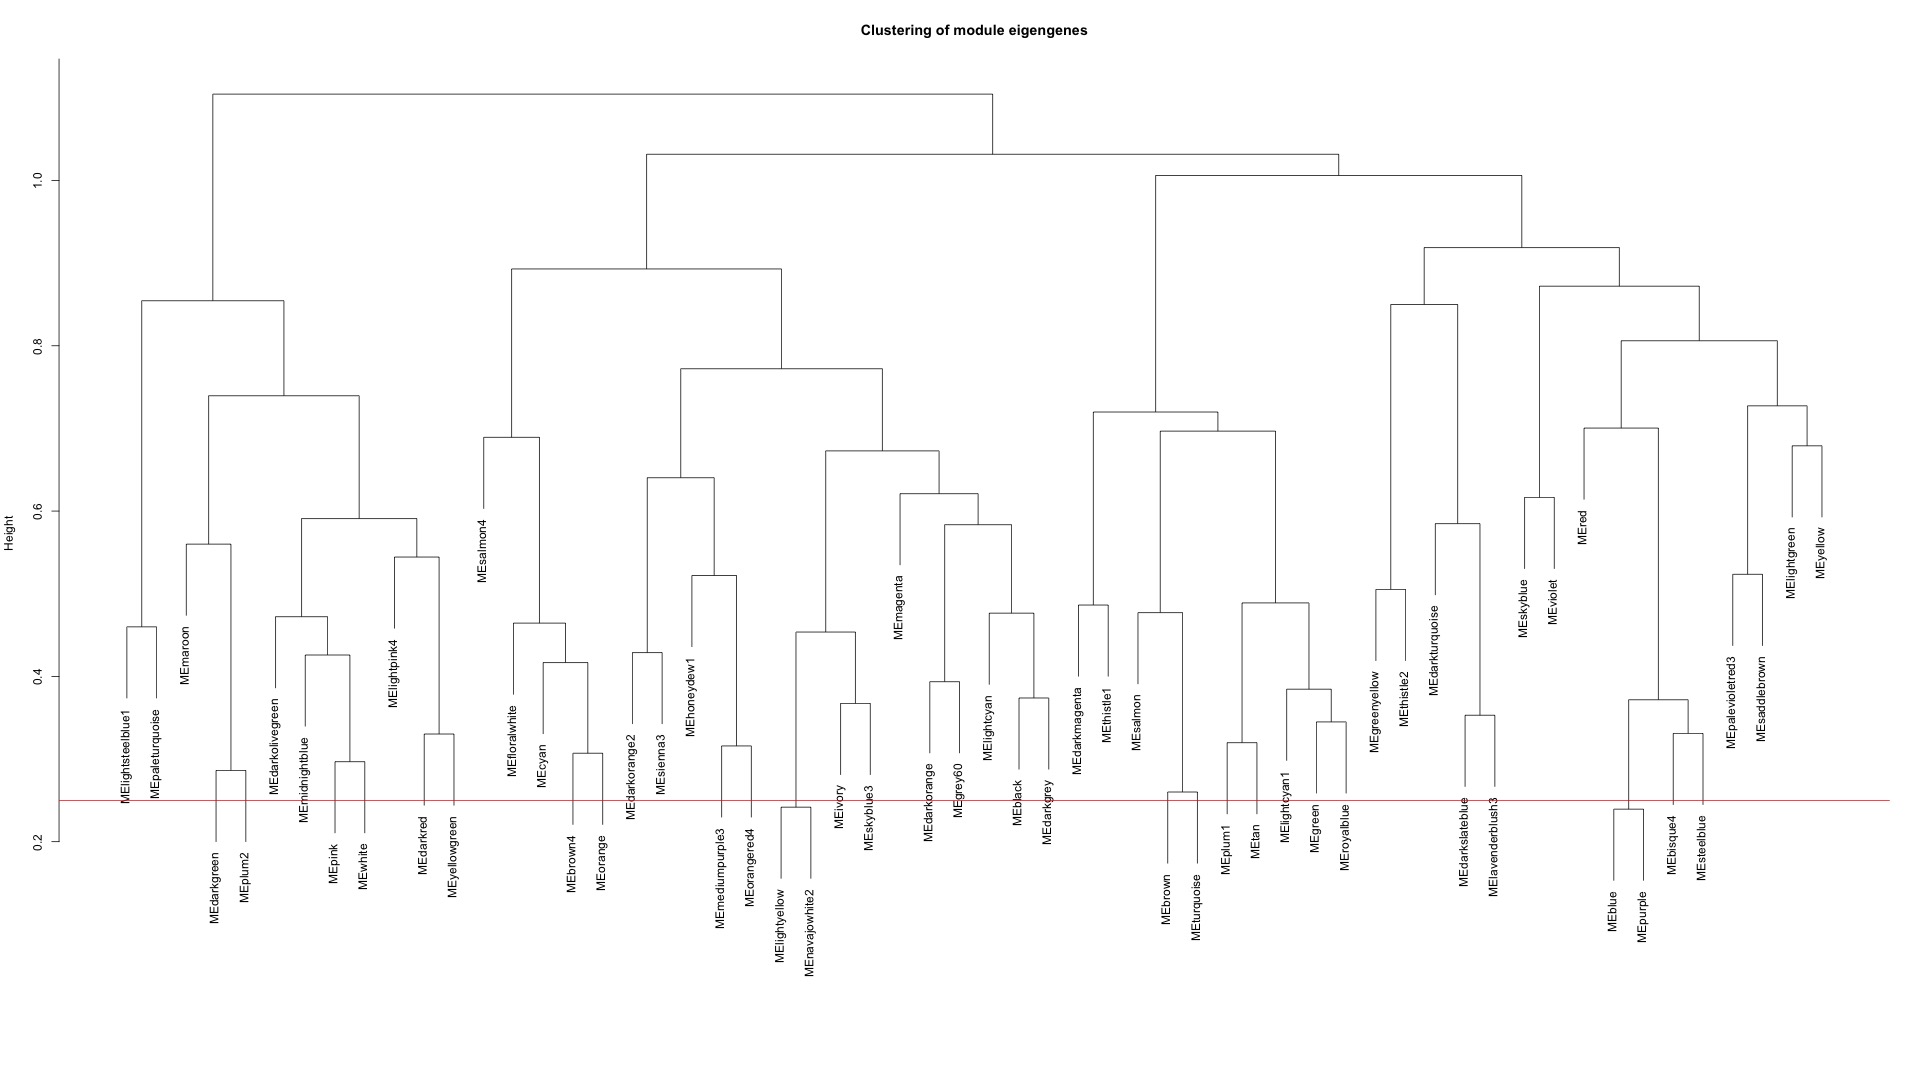 Clustering of module eigengenes
Height
1.0
0.8
0.6
0.4
0.2
MElightsteelblue1
MEpaleturquoise
MEmaroon
MEdarkgreen
MEplum2
MEdarkolivegreen
MEmidnightblue
MEpink
MEwhite
MElightpink4
MEdarkred
MEyellowgreen
MEsalmon4
MEfloralwhite
MEcyan
MEbrown4
MEorange
MEdarkorange2
MEsienna3
MEhoneydew1
MEmediumpurple3
MEorangered4
MElightyellow
MEnavajowhite2
MEivory
MEskyblue3
MEmagenta
MEdarkorange
MEgrey60
MElightcyan
MEblack
MEdarkgrey
MEdarkmagenta
MEthistle1
MEsalmon
MEbrown
MEturquoise
MEplum1
MEtan
MElightcyan1
MEgreen
MEroyalblue
MEgreenyellow
MEthistle2
MEdarkturquoise
MEdarkslateblue
MElavenderblush3
MEskyblue
MEviolet
MEred
MEblue
MEpurple
MEbisque4
MEsteelblue
MEpalevioletred3
MEsaddlebrown
MElightgreen
MEyellow